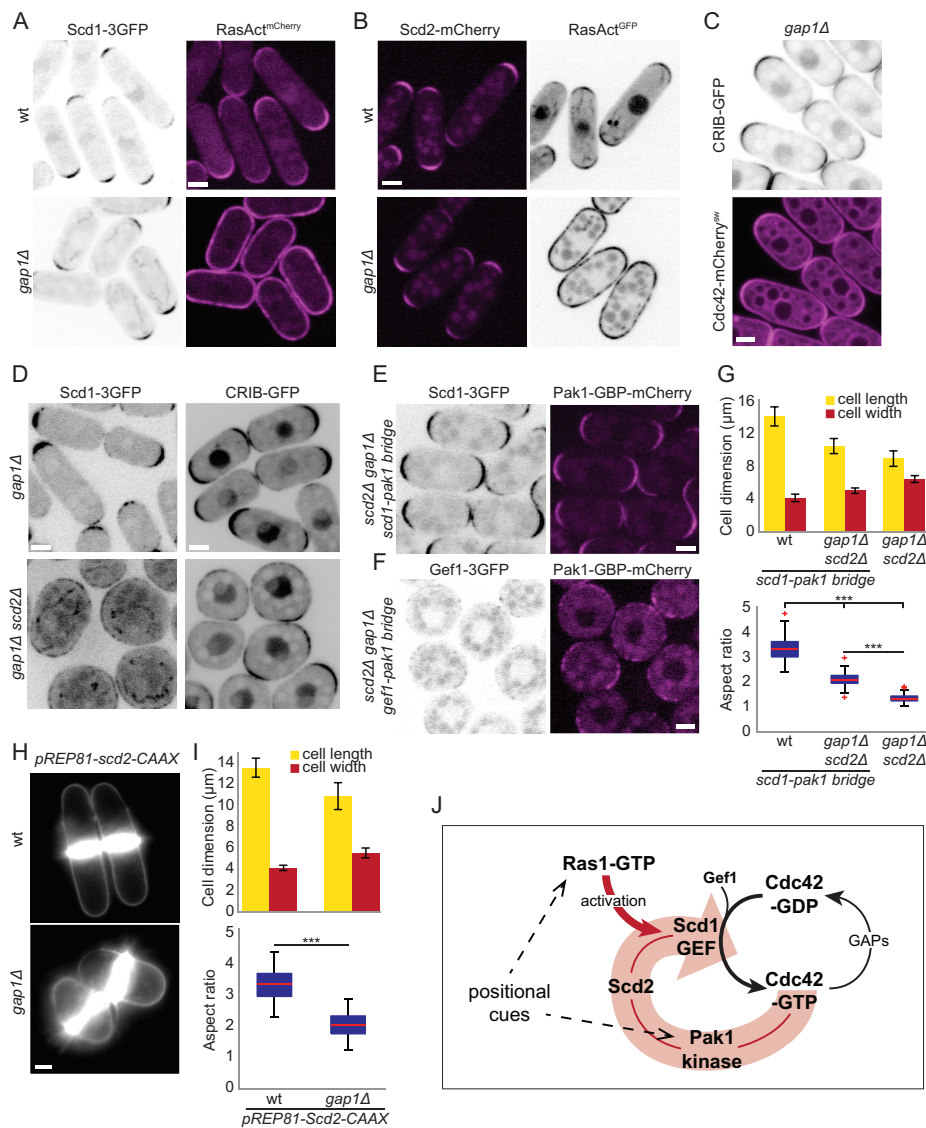 A
Scd1-3GFP
RasAct^mCherry
wt
gap1Δ
B
Scd2-mCherry
RasAct^GFP
wt
gap1Δ
C
gap1Δ
CRIB-GFP
Cdc42-mCherry^sw
D
Scd1-3GFP
CRIB-GFP
gap1Δ
gap1Δ scd2Δ
E
Scd1-3GFP
Pak1-GBP-mCherry
scd2Δ gap1Δ
scd1-pak1 bridge
F
Gef1-3GFP
Pak1-GBP-mCherry
scd2Δ gap1Δ
gef1-pak1 bridge
G
Cell dimension (μm)
16
12
8
4
0
cell length
cell width
wt
gap1Δ
scd2Δ
gap1Δ
scd2Δ
scd1-pak1 bridge
Aspect ratio
5
4
3
2
1
0
***
***
wt
gap1Δ
scd2Δ
gap1Δ
scd2Δ
scd1-pak1 bridge
H
pREP81-scd2-CAAX
wt
gap1Δ
I
Cell dimension (μm)
14
12
10
8
6
4
2
0
cell length
cell width
Aspect ratio
5
4
3
2
1
0
***
wt
gap1Δ
pREP81-Scd2-CAAX
J
Ras1-GTP
activation
Gef1
Cdc42
-GDP
Scd1
GEF
GAPs
Scd2
Cdc42
-GTP
positional
cues
Pak1
kinase